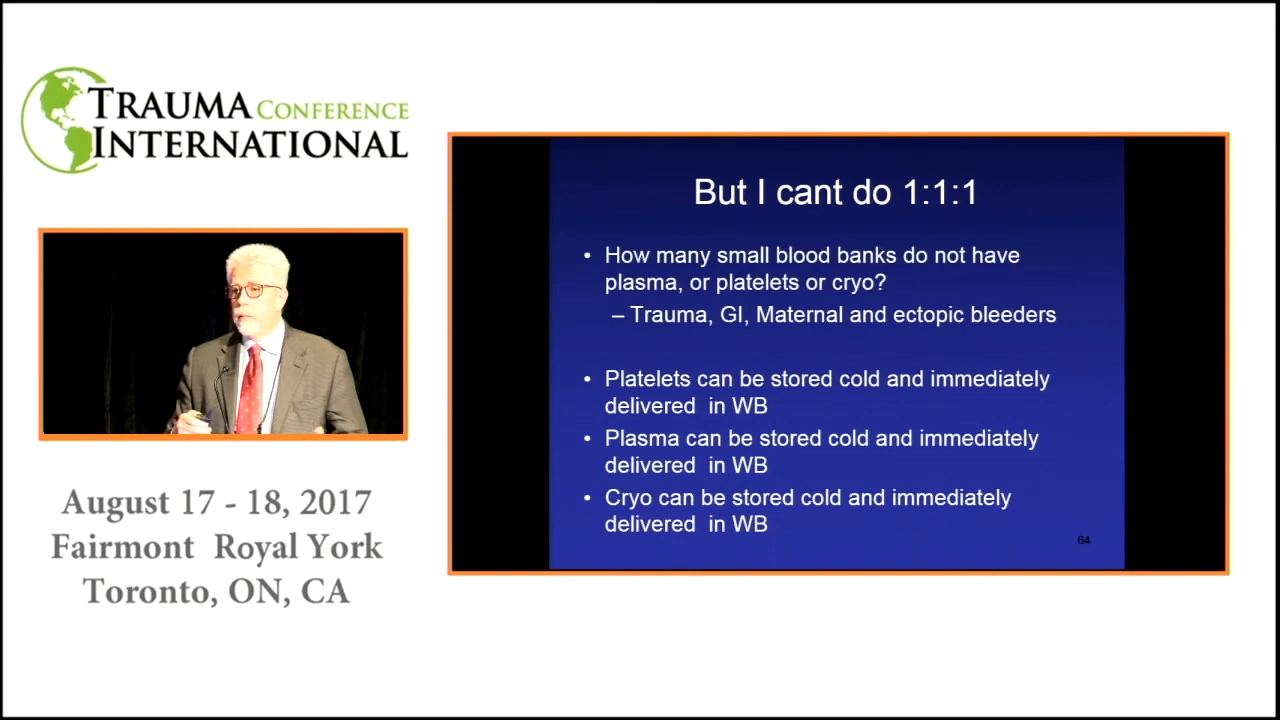 TRAUMA CONFERENCE
INTERNATIONAL
August 17 - 18, 2017
Fairmont Royal York
Toronto, ON, CA
But I cant do 1:1:1
• How many small blood banks do not have
plasma, or platelets or cryo?
– Trauma, GI, Maternal and ectopic bleeders
• Platelets can be stored cold and immediately
delivered in WB
• Plasma can be stored cold and immediately
delivered in WB
• Cryo can be stored cold and immediately
delivered in WB
64